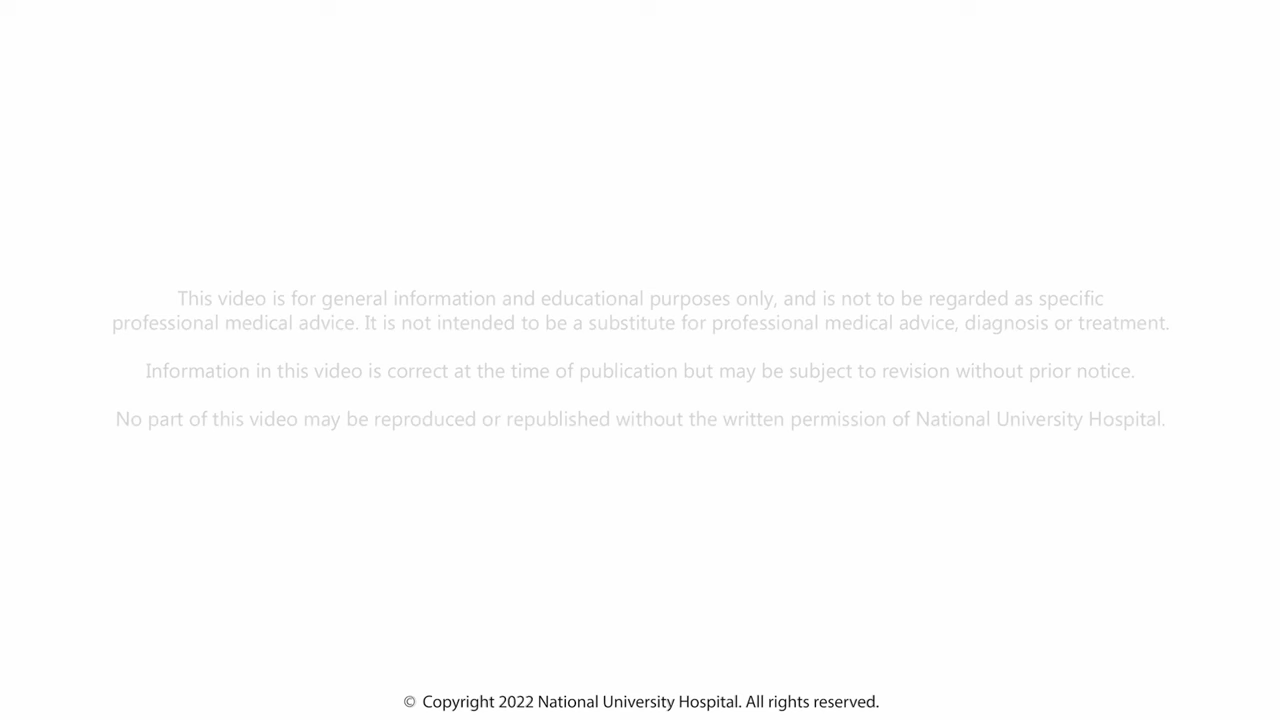 This video is for general information and educational purposes only, and is not to be regarded as specific
professional medical advice. It is not intended to be a substitute for professional medical advice, diagnosis or treatment.
Information in this video is correct at the time of publication but may be subject to revision without prior notice.
No part of this video may be reproduced or republished without the written permission of National University Hospital.
© Copyright 2022 National University Hospital. All rights reserved.